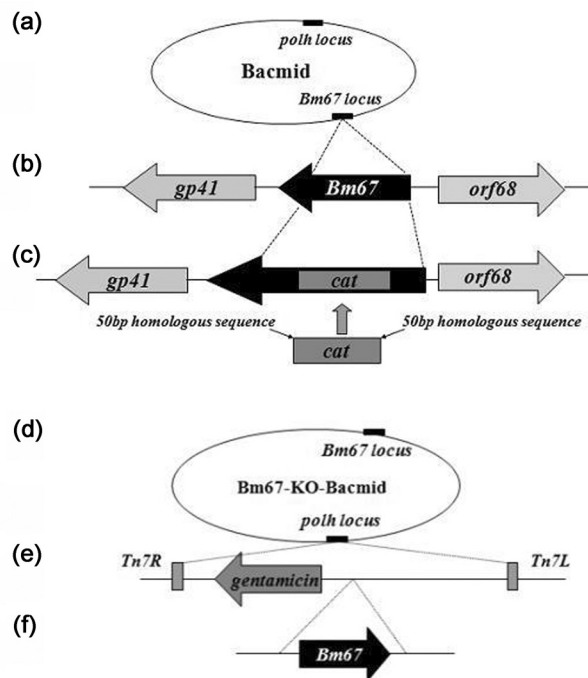 (a)
polh locus
Bacmid
Bm67 locus
(b)
gp41
Bm67
orf68
(c)
gp41
cat
orf68
50bp homologous sequence
50bp homologous sequence
cat
(d)
Bm67 locus
Bm67-KO-Bacmid
polh locus
(e)
Tn7R
Tn7L
gentamicin
(f)
Bm67